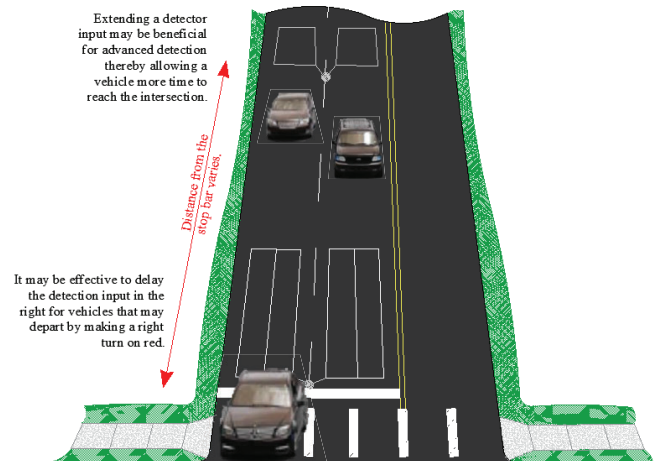 Extending a detector
input may be beneficial
for advanced detection
thereby allowing a
vehicle more time to
reach the intersection.
Distance from the
stop bar varies.
It may be effective to delay
the detection input in the
right for vehicles that may
depart by making a right
turn on red.